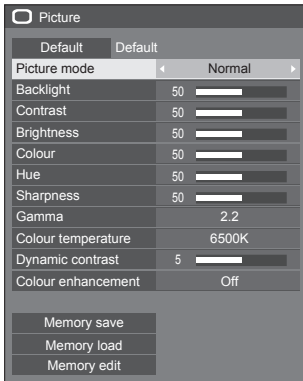 Picture
Default Default
Picture mode Normal
Backlight 50
Contrast 50
Brightness 50
Colour 50
Hue 50
Sharpness 50
Gamma 2.2
Colour temperature 6500K
Dynamic contrast 5
Colour enhancement Off
Memory save
Memory load
Memory edit